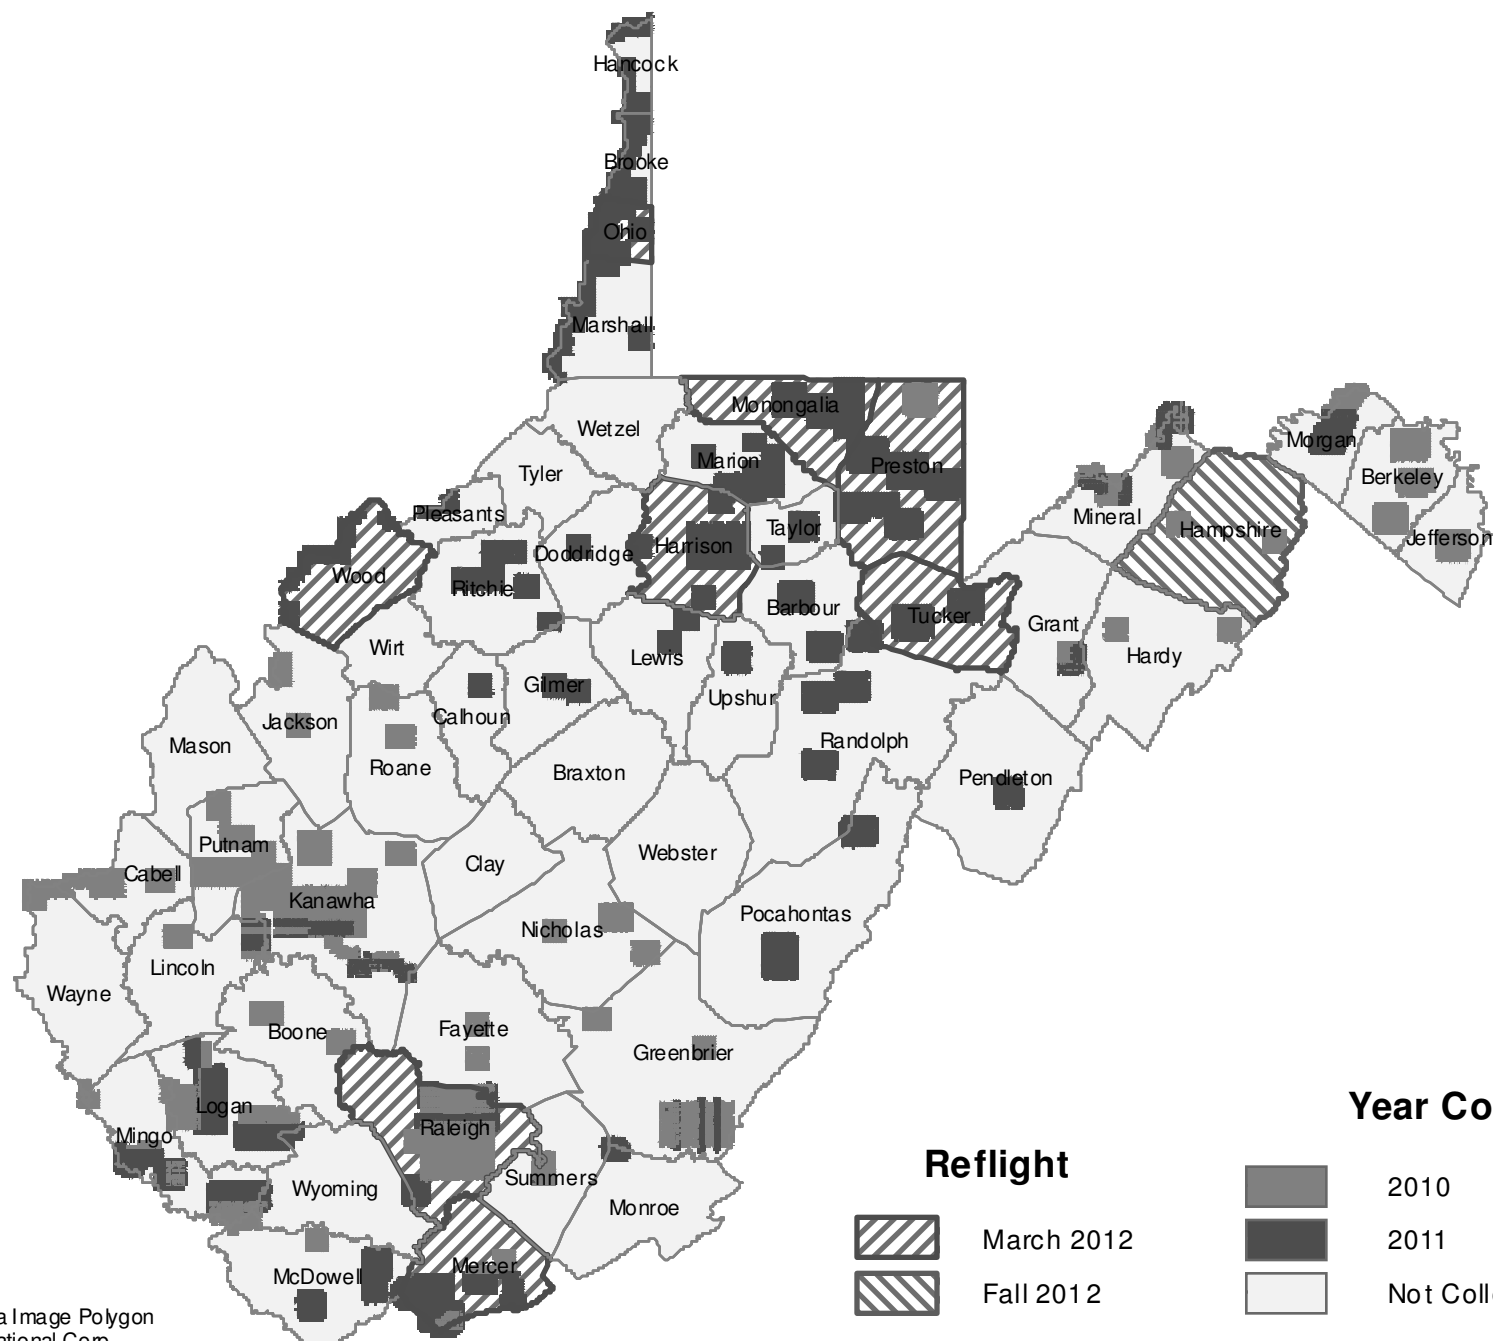 Hancock
Brooke
Ohio
Marshall
Wetzel
Monongalia
Marion
Preston
Tyler
Pleasants
Doddridge
Harrison
Taylor
Wood
Ritchie
Barbour
Tucker
Mineral
Hampshire
Morgan
Berkeley
Jefferson
Grant
Hardy
Wirt
Lewis
Gilmer
Upshur
Calhoun
Jackson
Mason
Roane
Braxton
Randolph
Pendleton
Putnam
Cabell
Kanawha
Clay
Webster
Nicholas
Pocahontas
Lincoln
Wayne
Boone
Fayette
Greenbrier
Logan
Mingo
Raleigh
Wyoming
Summers
Monroe
McDowell
Mercer
Reflight
March 2012
Fall 2012
Year Co
2010
2011
Not Coll
a Image Polygon